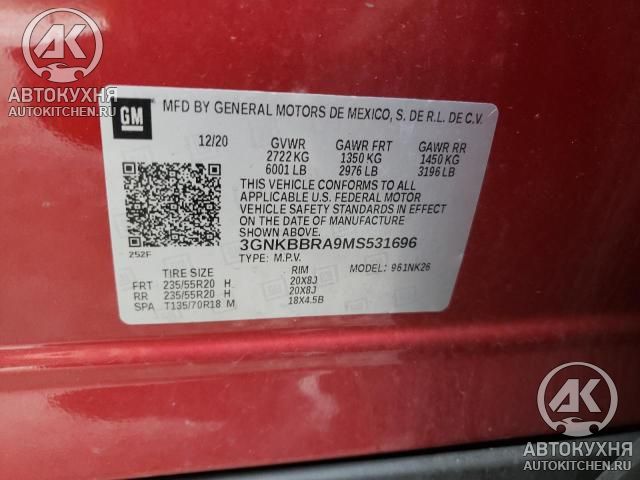 AK
АВТОКУХНЯ
AUTOKITCHEN.RU
GM
MFD BY GENERAL MOTORS DE MEXICO, S. DE R.L. DE C.V.
12/20 GVWR GAWR FRT GAWR RR
2722 KG 1350 KG 1450 KG
6001 LB 2976 LB 3196 LB
THIS VEHICLE CONFORMS TO ALL
APPLICABLE U.S. FEDERAL MOTOR
VEHICLE SAFETY STANDARDS IN EFFECT
ON THE DATE OF MANUFACTURE
SHOWN ABOVE.
3GNKBBRA9MS531696
252F TYPE: M.P.V.
MODEL: 961NK26
TIRE SIZE RIM
FRT 235/55R20 H 20X8J
RR 235/55R20 H 20X8J
SPA T135/70R18 M 18X4.5B
AK
АВТОКУХНЯ
AUTOKITCHEN.RU